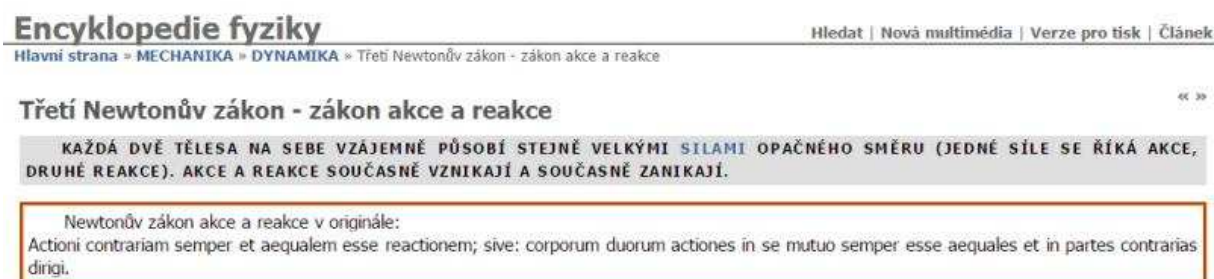 Encyklopedie fyziky
Hledat | Nová multimédia | Verze pro tisk | Článek
Hlavní strana » MECHANIKA » DYNAMIKA » Třetí Newtonův zákon - zákon akce a reakce
« »
Třetí Newtonův zákon - zákon akce a reakce
KAŽDÁ DVĚ TĚLESA NA SEBE VZÁJEMNĚ PŮSOBÍ STEJNĚ VELKÝMI SILAMI OPAČNÉHO SMĚRU (JEDNÉ SÍLE SE ŘÍKÁ AKCE,
DRUHÉ REAKCE). AKCE A REAKCE SOUČASNĚ VZNIKAJÍ A SOUČASNĚ ZANIKAJÍ.
Newtonův zákon akce a reakce v originále:
Actioni contrariam semper et aequalem esse reactionem; sive: corporum duorum actiones in se mutuo semper esse aequales et in partes contrarias
dirigi.